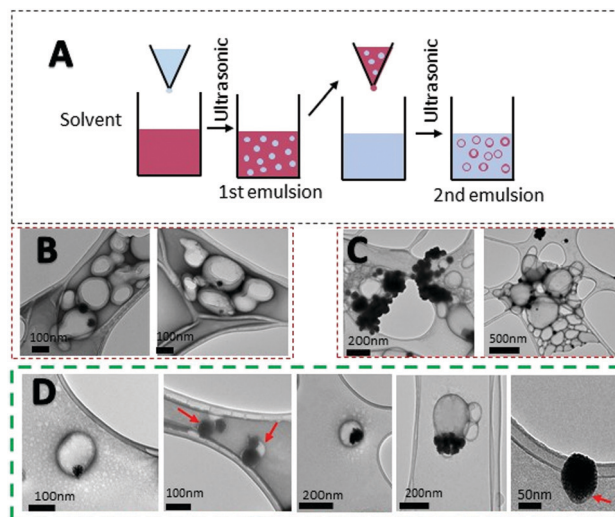 A
Ultrasonic
Ultrasonic
Solvent
1st emulsion
2nd emulsion
B
100nm
100nm
C
200nm
500nm
D
100nm
100nm
200nm
200nm
50nm